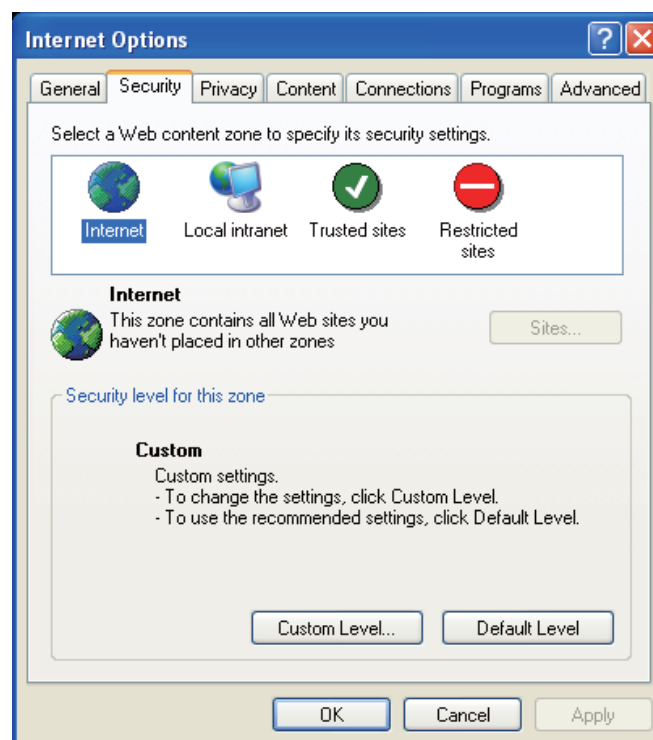 Internet Options
General Security Privacy Content Connections Programs Advanced
Select a Web content zone to specify its security settings.
Internet Local intranet Trusted sites Restricted sites
Internet
This zone contains all Web sites you
haven't placed in other zones
Sites...
Security level for this zone
Custom
Custom settings.
- To change the settings, click Custom Level.
- To use the recommended settings, click Default Level.
Custom Level... Default Level
OK Cancel Apply